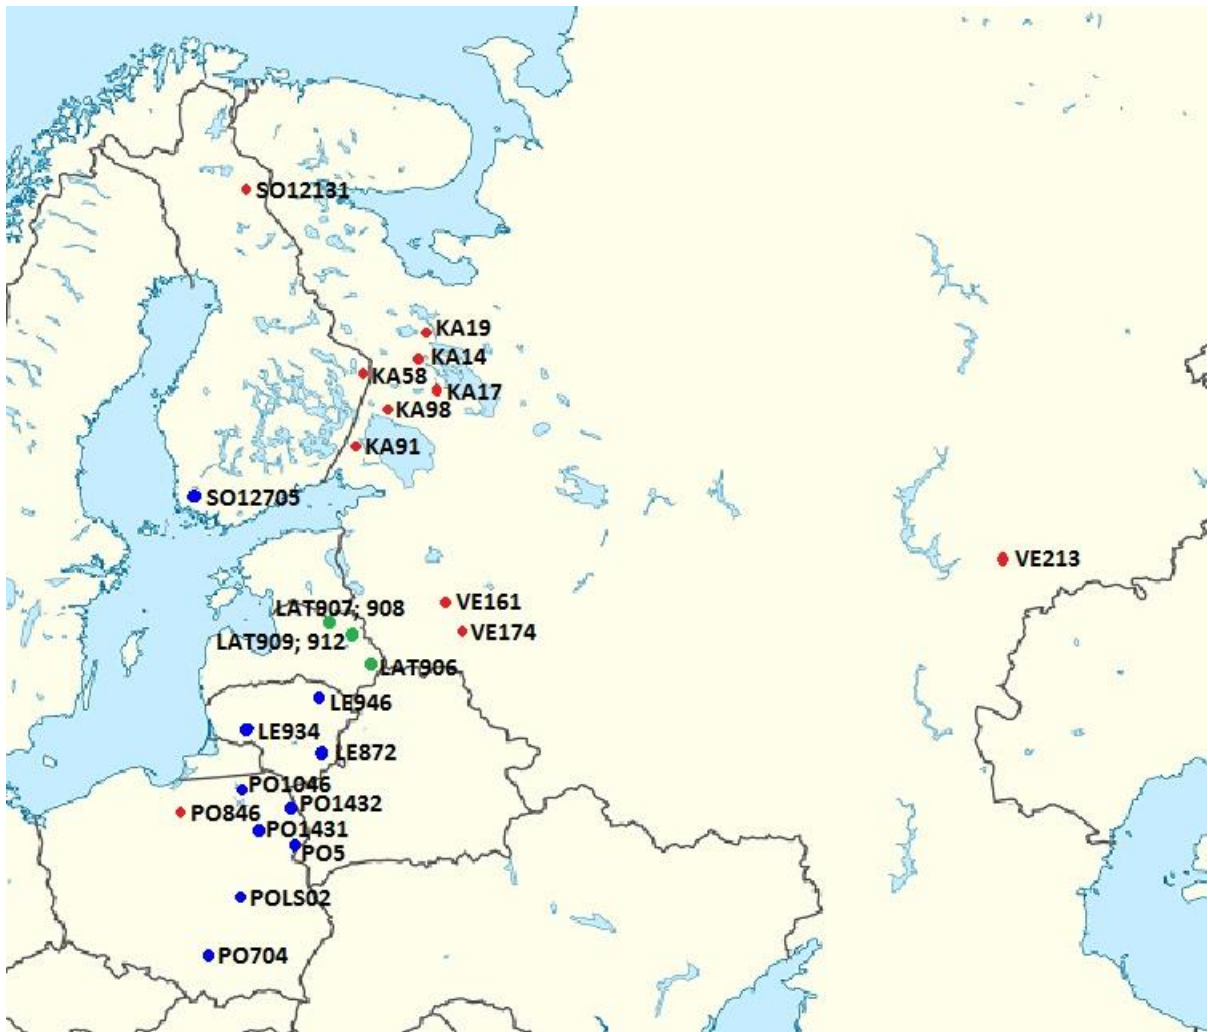 SO12131
KA19
KA14
KA58
KA17
KA98
KA91
SO12705
VE213
VE161
LAT907; 908
VE174
LAT909; 912
LAT906
LE946
LE934
LE872
PO1046
PO1432
PO846
PO1431
PO5
POLS02
PO704